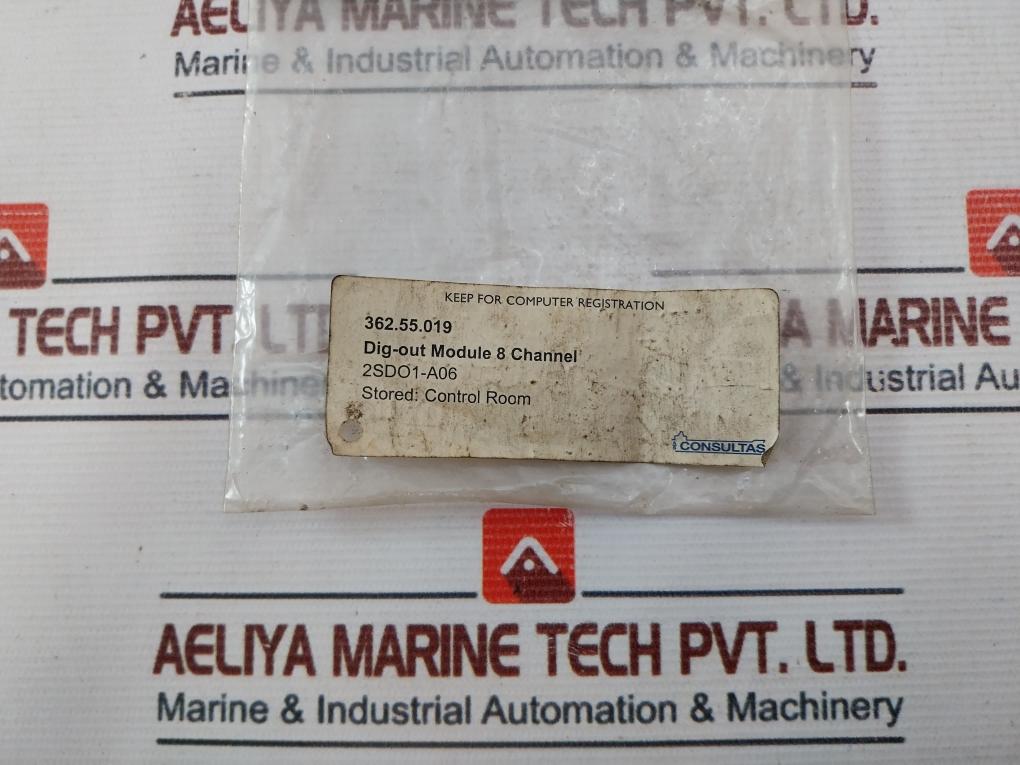 AELIYA MARINE TECH PVT. LTD.
Marine & Industrial Automation & Machinery
TECH PVT LTD
tomation & Machinery
A MARINE
& Industrial Au
KEEP FOR COMPUTER REGISTRATION
362.55.019
Dig-out Module 8 Channel
2SDO1-A06
Stored: Control Room
CONSULTAS
AELIYA MARINE TECH PVT. LTD.
Marine & Industrial Automation & Machinery